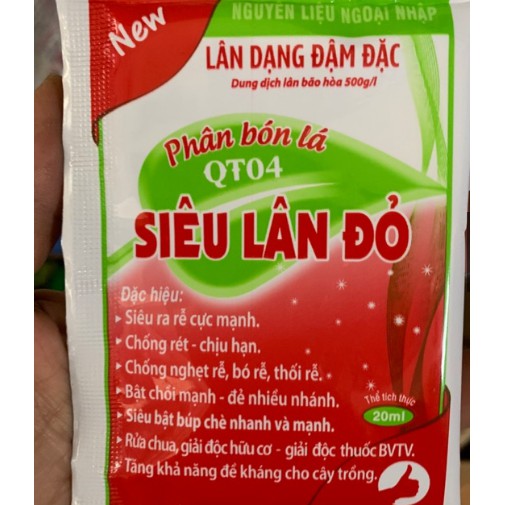 New
NGUYÊN LIỆU NGOẠI NHẬP
LÂN DẠNG ĐẬM ĐẶC
Dung dịch lân bão hòa 500g/l
Phân bón lá
QT04
SIÊU LÂN ĐỎ
Đặc hiệu:
Siêu ra rễ cực mạnh.
Chống rét - chịu hạn.
Chống nghẹt rễ, bó rễ, thối rễ.
Bật chồi mạnh - đẻ nhiều nhánh.
Siêu bật búp chè nhanh và mạnh.
Rửa chua, giải độc hữu cơ - giải độc thuốc BVTV.
Tăng khả năng đề kháng cho cây trồng.
Thể tích thực
20ml